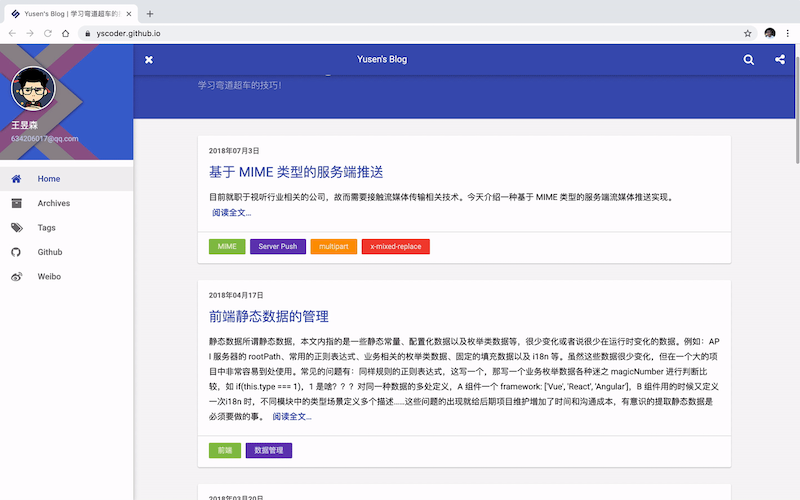 Yusen's Blog | 学习弯道超车的
yscoder.github.io
Yusen's Blog
学习弯道超车的技巧!
王昱森
634206017@qq.com
Home
Archives
Tags
Github
Weibo
2018年07月3日
基于 MIME 类型的服务端推送
目前就职于视听行业相关的公司，故而需要接触流媒体传输相关技术。今天介绍一种基于 MIME 类型的服务端流媒体推送实现。
阅读全文…
MIME
Server Push
multipart
x-mixed-replace
2018年04月17日
前端静态数据的管理
静态数据所谓静态数据，本文内指的是一些静态常量、配置化数据以及枚举类数据等，很少变化或者说很少在运行时变化的数据。例如：AP
I 服务器的 rootPath、常用的正则表达式、业务相关的枚举类数据、固定的填充数据以及 i18n 等。虽然这些数据很少变化，但在一个大的项
目中非常容易到处使用。常见的问题有：同样规则的正则表达式，这写一个，那写一个业务枚举类数据各种迷之 magicNumber 进行判断比
较，如 if(this.type === 1)，1 是啥？？？对同一种数据的多处定义，A 组件一个 framework: ['Vue', 'React', 'Angular']，B 组件用的时候又定义
一次i18n 时，不同模块中的类型场景定义多个描述……这些问题的出现就给后期项目维护增加了时间和沟通成本，有意识的提取静态数据是
必须要做的事。 阅读全文…
前端
数据管理
2018年03月20日